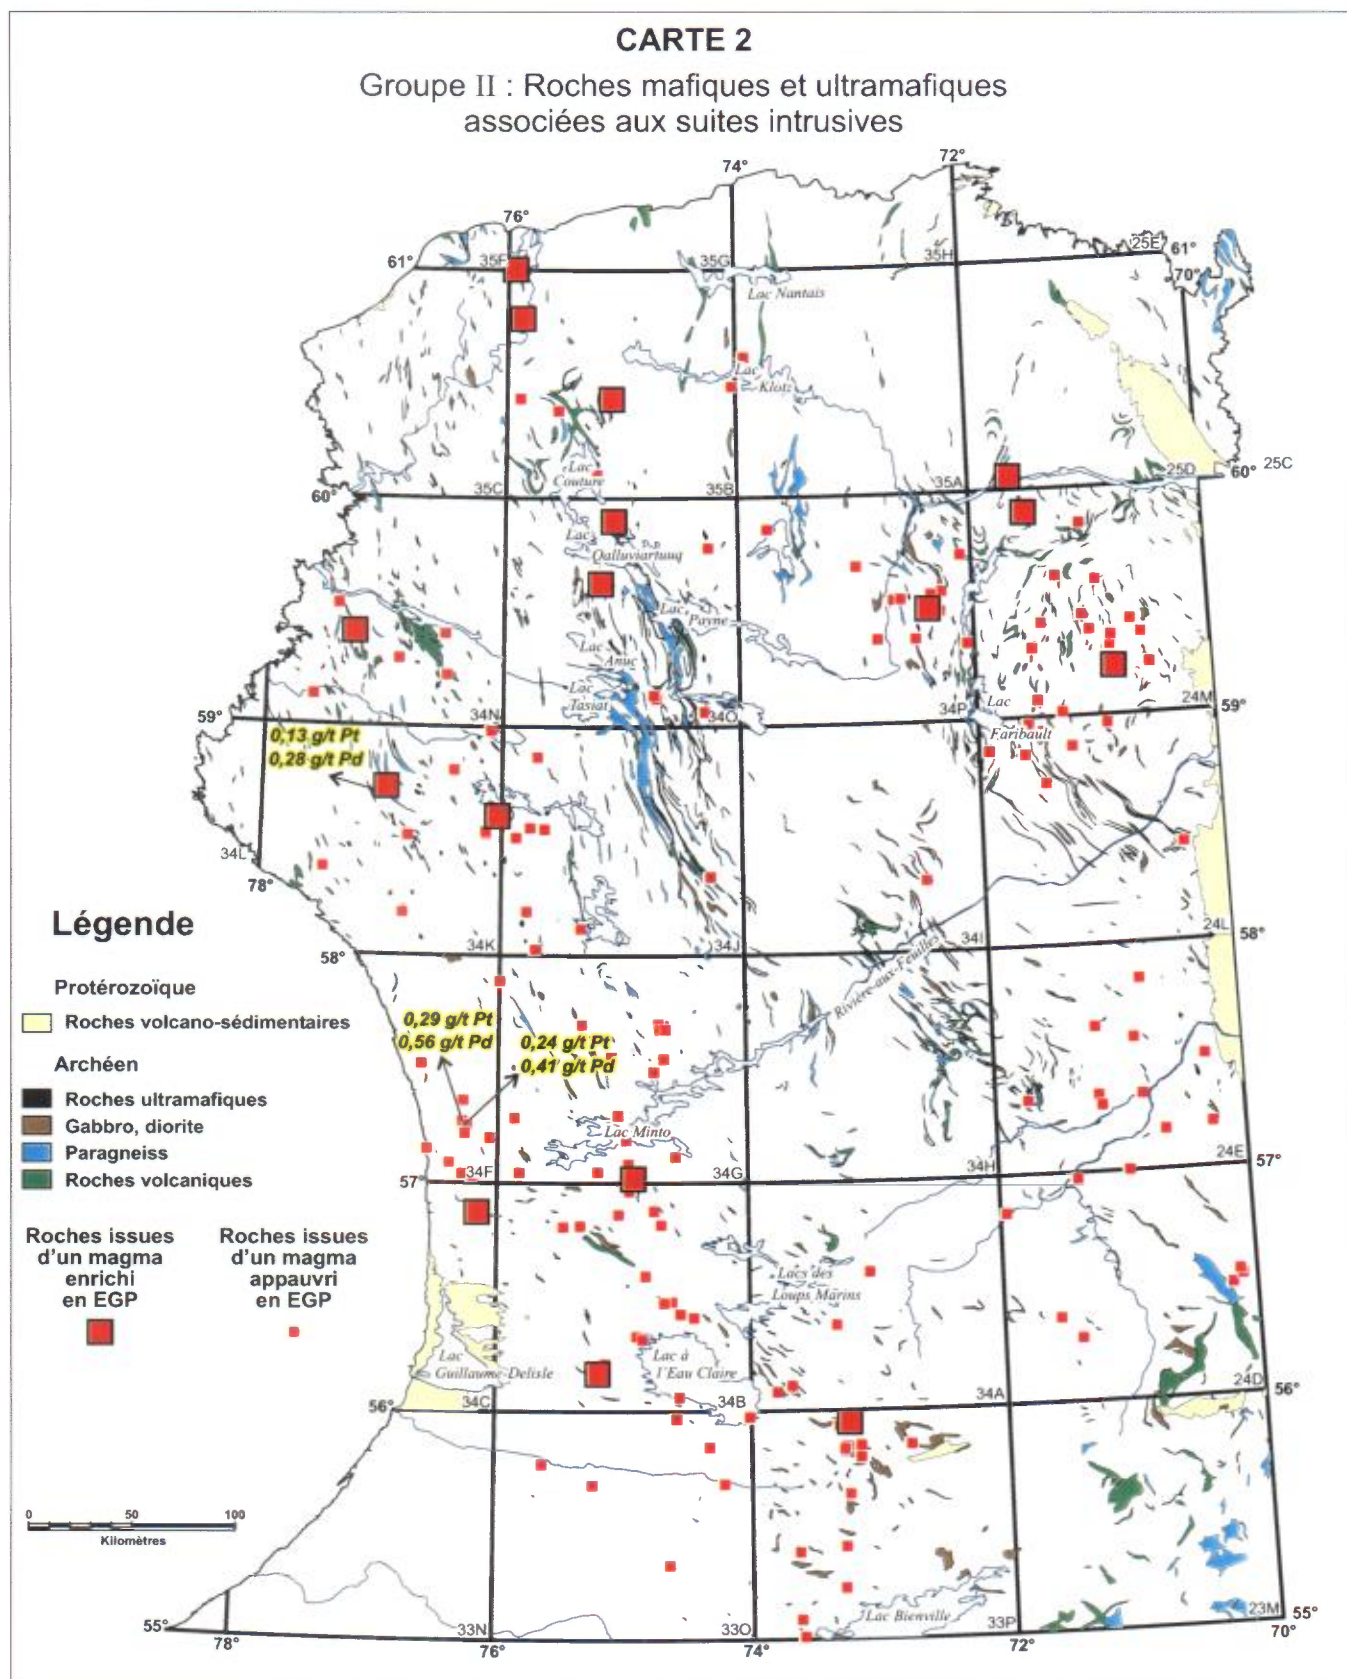 CARTE 2
Groupe II : Roches mafiques et ultramafiques
associées aux suites intrusives
72°
74°
76°
25E
61°
61°
35F
35G
35H
70°
Lac Nantais
Lac
Klotz
Lac
Couture
60°
35C
35B
35A
25D
60°
25C
Lac
Qalluviartuuq
Lac
Payne
Lac
Anuc
Lac
Tasiat
59°
34N
34O
34P
Lac
24M
59°
Faribault
0,13 g/t Pt
0,28 g/t Pd
34L
78°
Légende
Protérozoïque
Roches volcano-sédimentaires
Archéen
Roches ultramafiques
Gabbro, diorite
Paragneiss
Roches volcaniques
Roches issues
d'un magma
enrichi
en EGP
Roches issues
d'un magma
appauvri
en EGP
58°
34K
34J
34I
24L
58°
Rivière-aux-Feuilles
0,29 g/t Pt
0,56 g/t Pd
0,24 g/t Pt
0,41 g/t Pd
Lac Minto
57°
34F
34G
34H
24E
57°
Lacs des
Loups Marins
Lac
Guillaume-Delisle
Lac à
l'Eau Claire
56°
34C
34B
34A
24D
56°
0
50
100
Kilomètres
Lac Bienville
55°
33N
33O
33P
23M
55°
78°
76°
74°
72°
70°